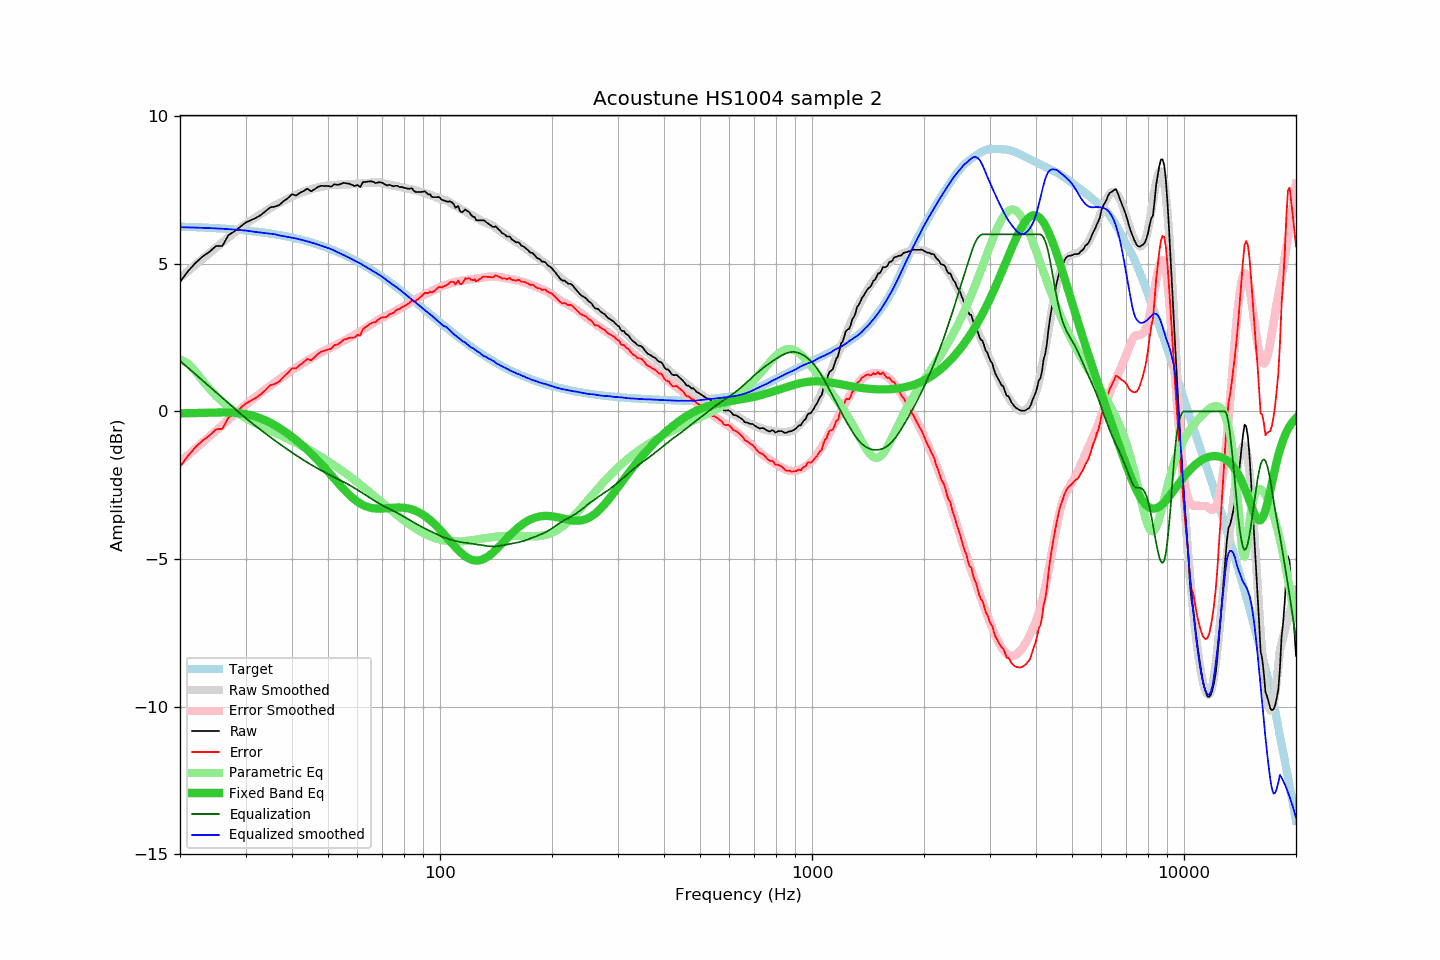 Acoustune HS1004 sample 2
10
5
0
−5
−10
−15
Amplitude (dBr)
Target
Raw Smoothed
Error Smoothed
Raw
Error
Parametric Eq
Fixed Band Eq
Equalization
Equalized smoothed
100
1000
10000
Frequency (Hz)